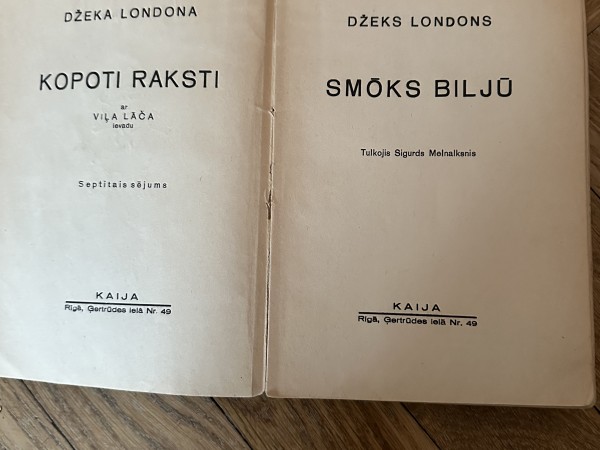 DŽEKA LONDONA
KOPOTI RAKSTI
ar
VIĻA LĀČA
ievadu
Septītais sējums
KAIJA
Rīgā, Ģertrūdes ielā Nr. 49
DŽEKS LONDONS
SMŌKS BILJŪ
Tulkojis Sigurds Melnalksnis
KAIJA
Rīgā, Ģertrūdes ielā Nr. 49